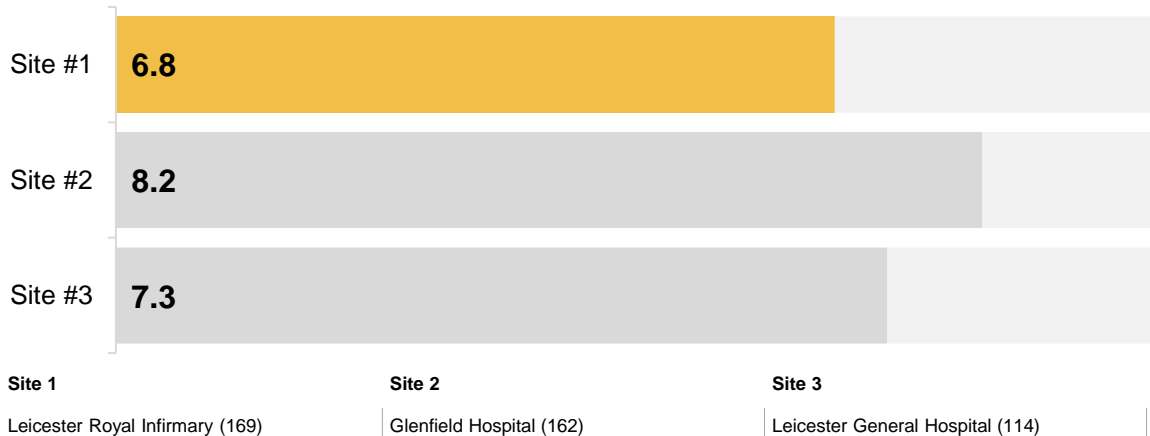 Site #1 6.8
Site #2 8.2
Site #3 7.3
Site 1 Site 2 Site 3
Leicester Royal Infirmary (169) Glenfield Hospital (162) Leicester General Hospital (114)